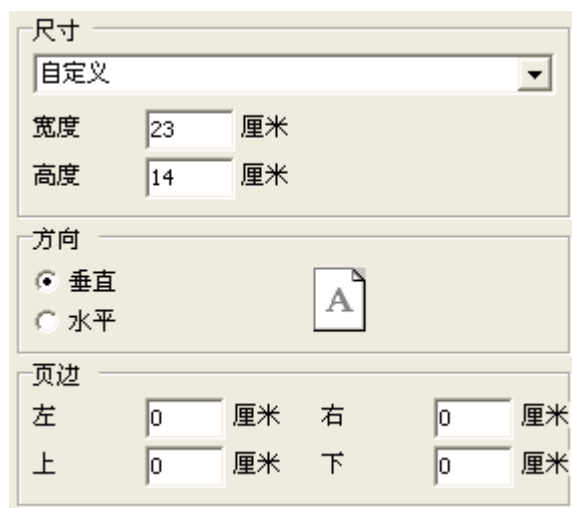 尺寸
自定义
宽度 23 厘米
高度 14 厘米
方向
垂直
A
水平
页边
左 0 厘米 右 0 厘米
上 0 厘米 下 0 厘米